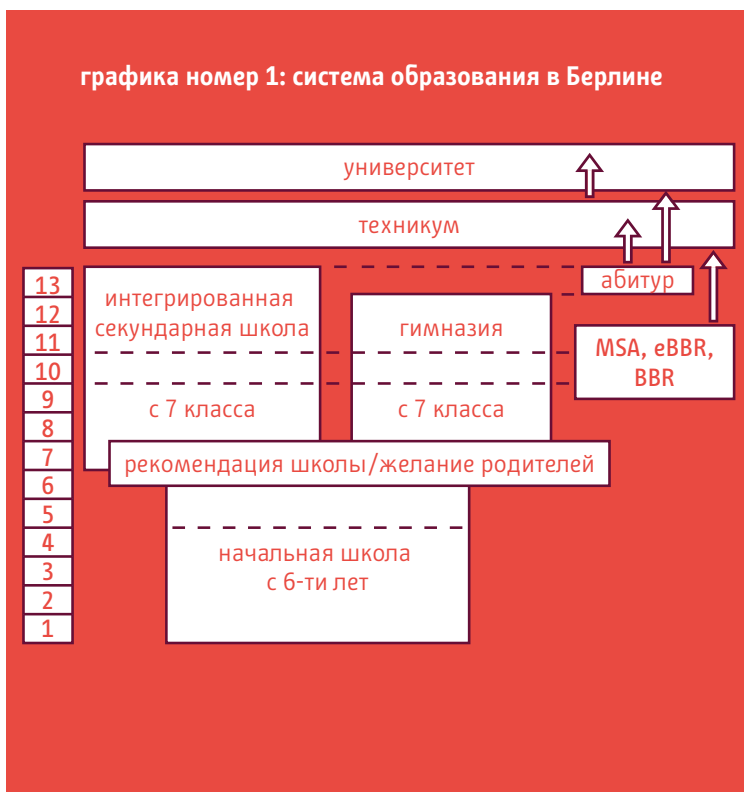 графика номер 1: система образования в Берлине
университет
техникум
13
12
11
10
9
8
7
6
5
4
3
2
1
интегрированная
секундарная школа
с 7 класса
гимназия
с 7 класса
абитур
MSA, eBBR,
BBR
рекомендация школы/желание родителей
начальная школа
с 6-ти лет